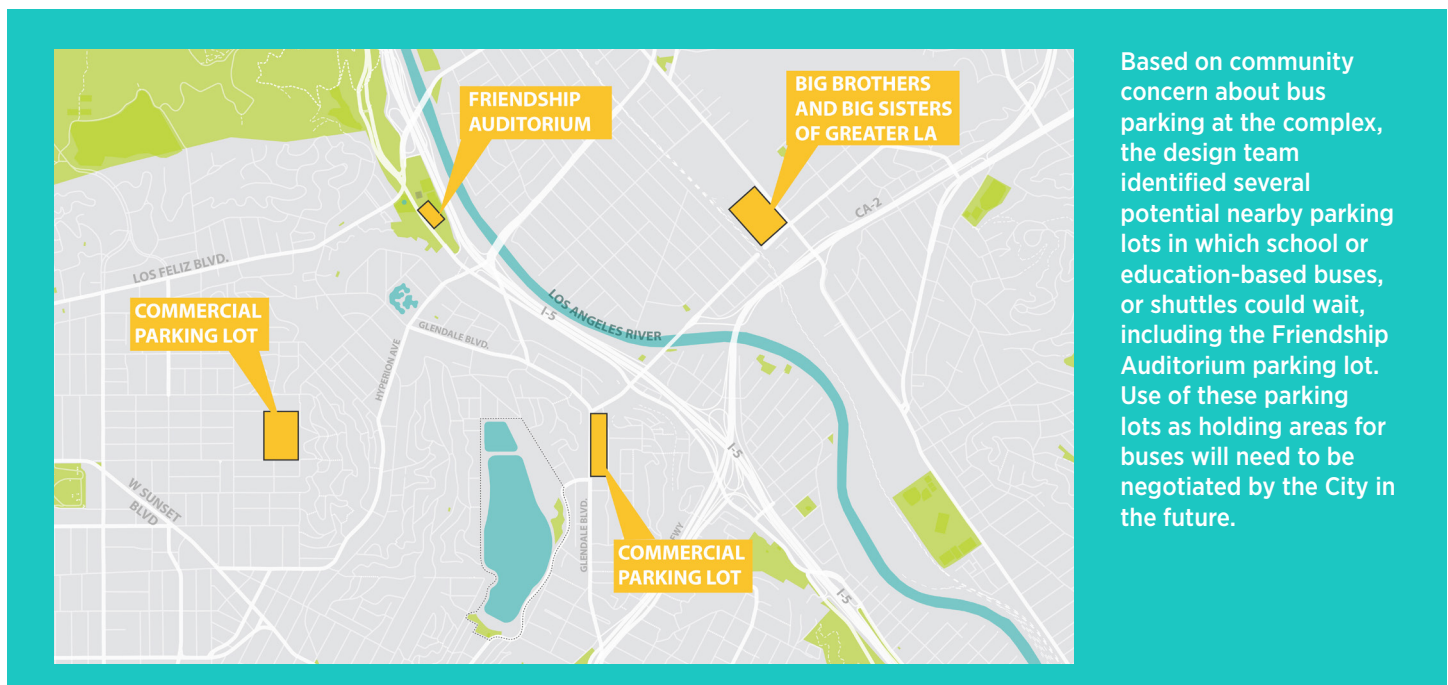 FRIENDSHIP
AUDITORIUM
BIG BROTHERS
AND BIG SISTERS
OF GREATER LA
CA-2
LOS FELIZ BLVD.
LOS ANGELES RIVER
I-5
COMMERCIAL
PARKING LOT
GLENDALE BLVD.
HYPERION AVE
I-5
W SUNSET
BLVD
GLENDALE BLVD.
FWY
COMMERCIAL
PARKING LOT
I-5
Based on community
concern about bus
parking at the complex,
the design team
identified several
potential nearby parking
lots in which school or
education-based buses,
or shuttles could wait,
including the Friendship
Auditorium parking lot.
Use of these parking
lots as holding areas for
buses will need to be
negotiated by the City in
the future.